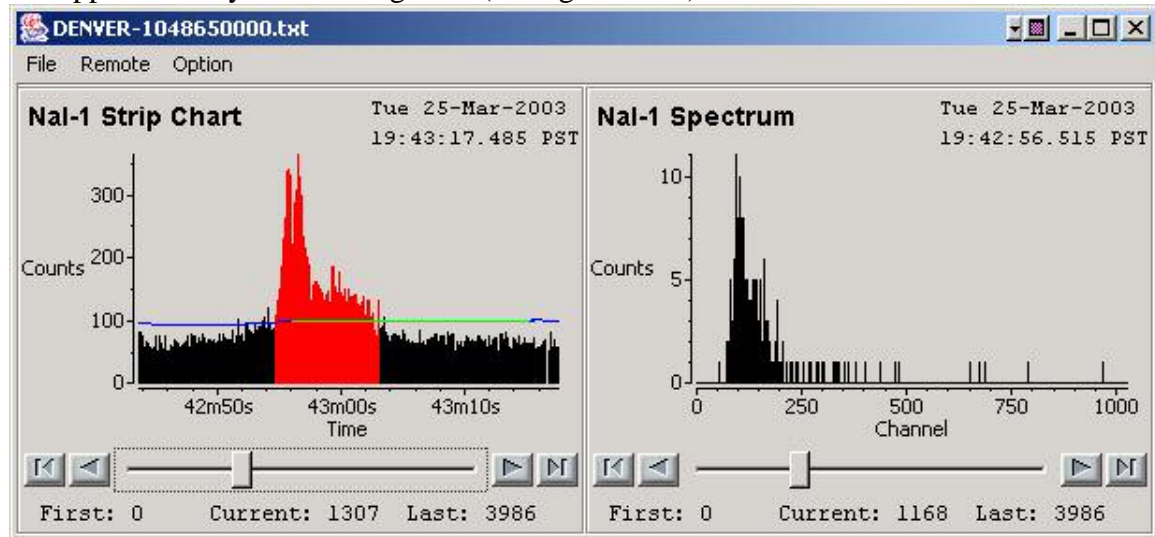 DENVER-1048650000.txt
File Remote Option
NaI-1 Strip Chart
Tue 25-Mar-2003
19:43:17.485 PST
300
200
100
0
Counts
42m50s 43m00s 43m10s
Time
First: 0 Current: 1307 Last: 3986
NaI-1 Spectrum
Tue 25-Mar-2003
19:42:56.515 PST
10
5
0
Counts
0 250 500 750 1000
Channel
First: 0 Current: 1168 Last: 3986